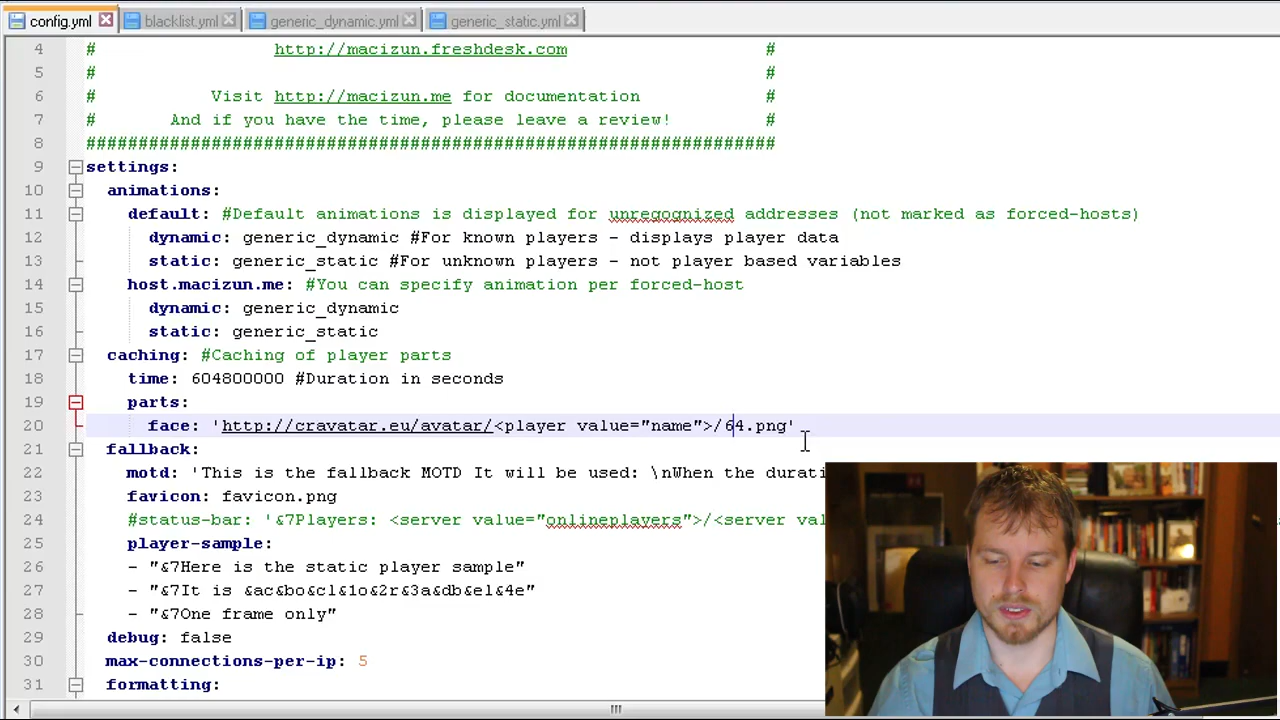 config.yml
blacklist.yml
generic_dynamic.yml
generic_static.yml
4 # http://macizun.freshdesk.com #
5 # #
6 # Visit http://macizun.me for documentation #
7 # And if you have the time, please leave a review! #
8 ##################################################################
9 settings:
10 animations:
11 default: #Default animations is displayed for unregognized addresses (not marked as forced-hosts)
12 dynamic: generic_dynamic #For known players - displays player data
13 static: generic_static #For unknown players - not player based variables
14 host.macizun.me: #You can specify animation per forced-host
15 dynamic: generic_dynamic
16 static: generic_static
17 caching: #Caching of player parts
18 time: 604800000 #Duration in seconds
19 parts:
20 face: 'http://cravatar.eu/avatar/<player value="name">/64.png'
21 fallback:
22 motd: 'This is the fallback MOTD It will be used: \nWhen the durati
23 favicon: favicon.png
24 #status-bar: '&7Players: <server value="onlineplayers">/<server val
25 player-sample:
26 - "&7Here is the static player sample"
27 - "&7It is &ac&bo&cl&1o&2r&3a&db&el&4e"
28 - "&7One frame only"
29 debug: false
30 max-connections-per-ip: 5
31 formatting: